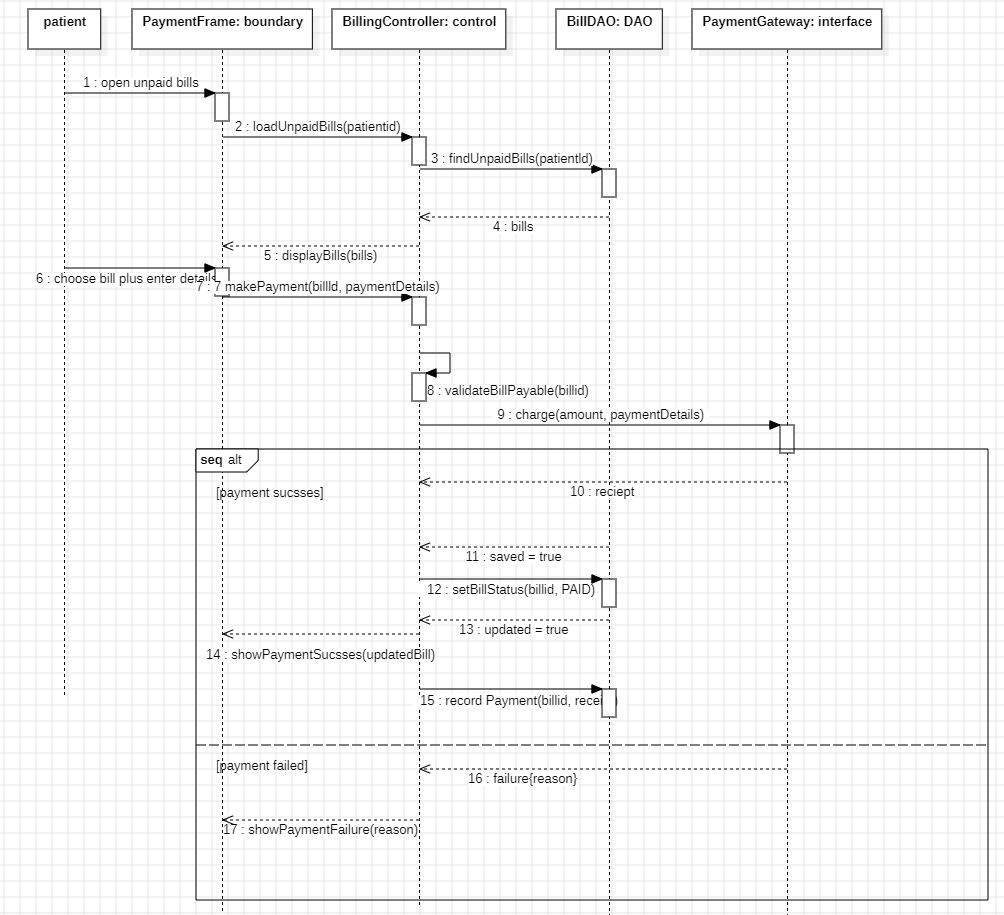 patient
PaymentFrame: boundary
BillingController: control
BillDAO: DAO
PaymentGateway: interface
1 : open unpaid bills
2 : loadUnpaidBills(patientid)
3 : findUnpaidBills(patientId)
4 : bills
5 : displayBills(bills)
6 : choose bill plus enter details
7 : 7 makePayment(billId, paymentDetails)
8 : validateBillPayable(billid)
9 : charge(amount, paymentDetails)
seq alt
10 : reciept
[payment sucsses]
11 : saved = true
12 : setBillStatus(billid, PAID)
13 : updated = true
14 : showPaymentSucsses(updatedBill)
15 : record Payment(billid,
[payment failed]
16 : failure{reason}
17 : showPaymentFailure(reason)